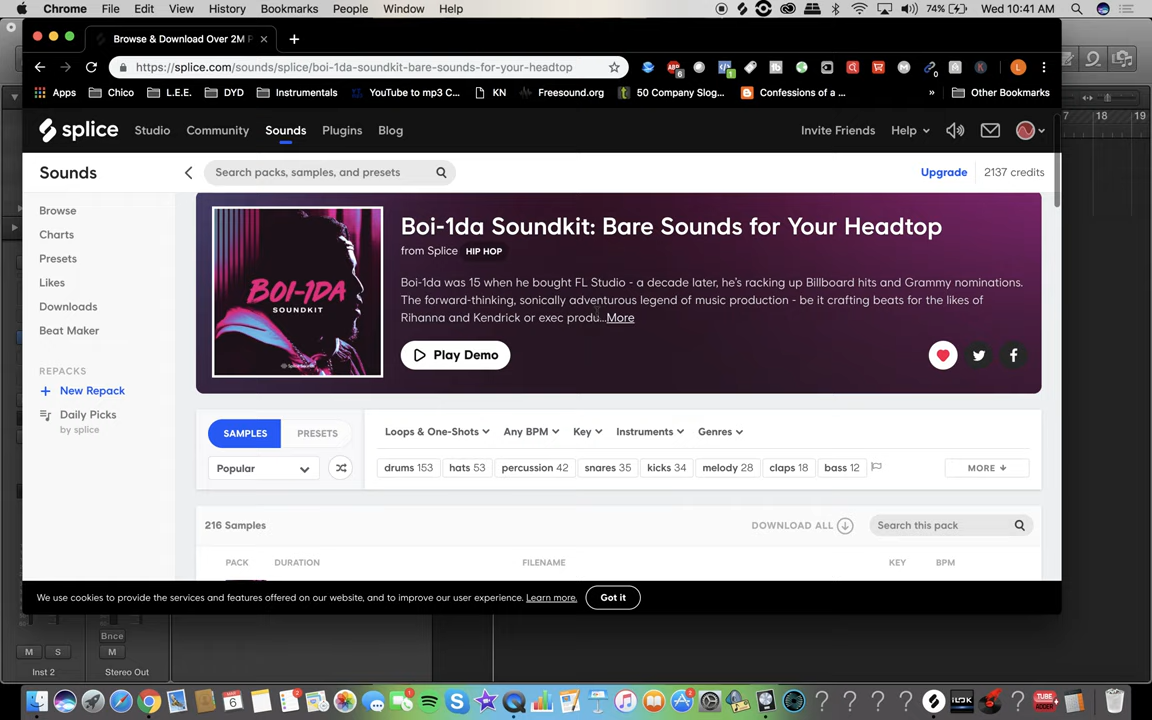 Chrome File Edit View History Bookmarks People Window Help 74% Wed 10:41 AM
Browse & Download Over 2M P
https://splice.com/sounds/splice/boi-1da-soundkit-bare-sounds-for-your-headtop
Apps Chico L.E.E. DYD Instrumentals YouTube to mp3 C... KN Freesound.org 50 Company Slog... Confessions of a ... » Other Bookmarks
17 18 19
splice Studio Community Sounds Plugins Blog Invite Friends Help
Sounds Search packs, samples, and presets Upgrade 2137 credits
Browse
Charts
Presets
Likes
Downloads
Beat Maker
REPACKS
+ New Repack
Daily Picks
by splice
BOI-1DA
SOUNDKIT
Boi-1da Soundkit: Bare Sounds for Your Headtop
from Splice HIP HOP
Boi-1da was 15 when he bought FL Studio - a decade later, he's racking up Billboard hits and Grammy nominations.
The forward-thinking, sonically adventurous legend of music production - be it crafting beats for the likes of
Rihanna and Kendrick or exec produ...More
Play Demo
SAMPLES PRESETS Loops & One-Shots Any BPM Key Instruments Genres
Popular drums 153 hats 53 percussion 42 snares 35 kicks 34 melody 28 claps 18 bass 12 MORE
216 Samples DOWNLOAD ALL Search this pack
PACK DURATION FILENAME KEY BPM
We use cookies to provide the services and features offered on our website, and to improve our user experience. Learn more. Got it
Bnce
M S M
Inst 2 Stereo Out